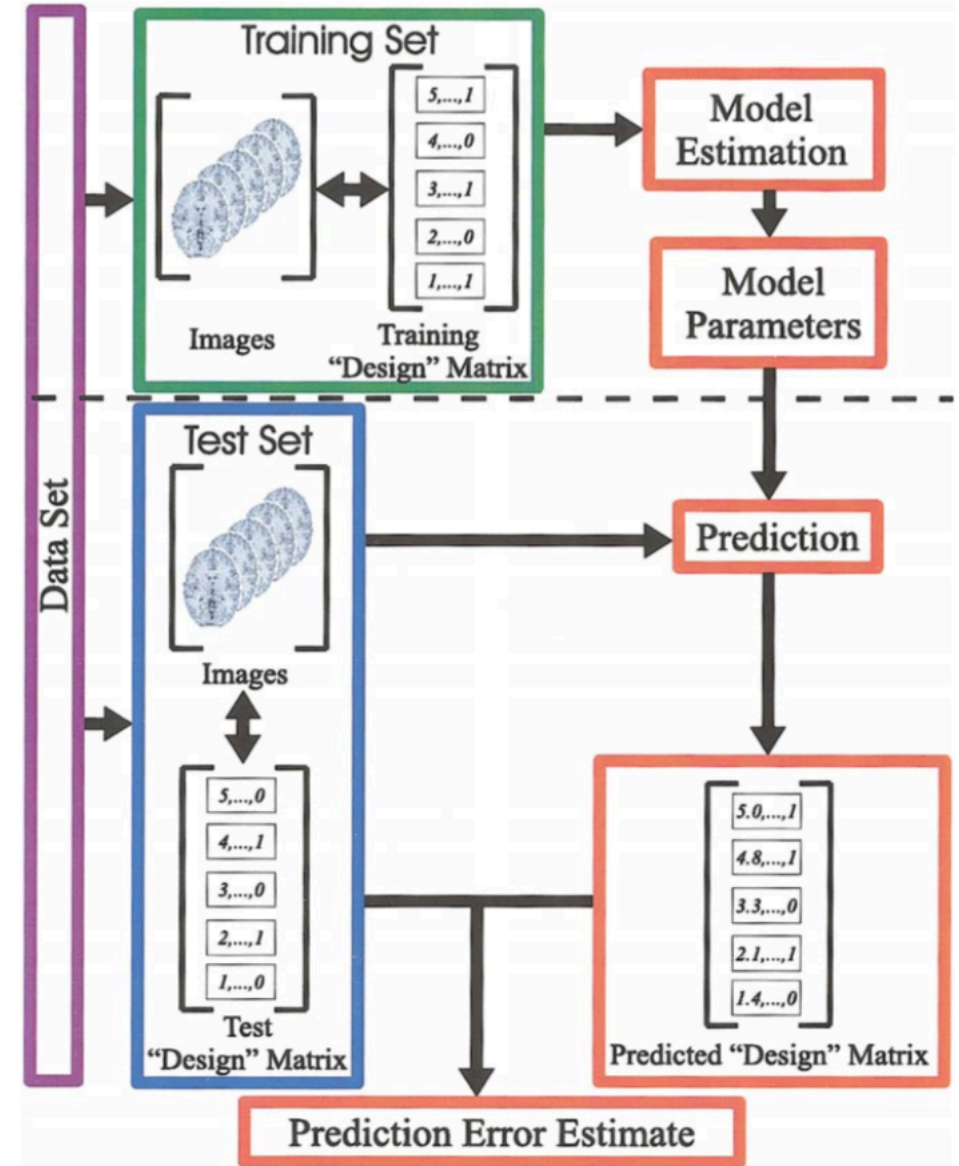 Training Set
5,...,1
4,...,0
3,...,1
2,...,0
1,...,1
Images
Training
“Design” Matrix
Model
Estimation
Model
Parameters
Data Set
Test Set
Images
5,...,0
4,...,1
3,...,0
2,...,1
1,...,0
Test
“Design” Matrix
Prediction
5.0,...,1
4.8,...,1
3.3,...,0
2.1,...,1
1.4,...,0
Predicted “Design” Matrix
Prediction Error Estimate